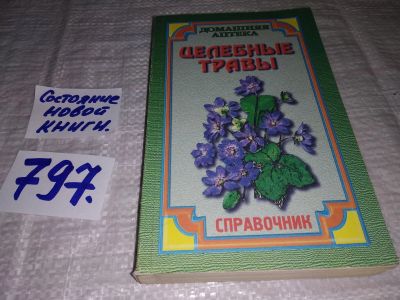 Состояние
новой
книги.
797.
ДОМАШНЯЯ
АПТЕКА
ЦЕЛЕБНЫЕ
ТРАВЫ
СПРАВОЧНИК